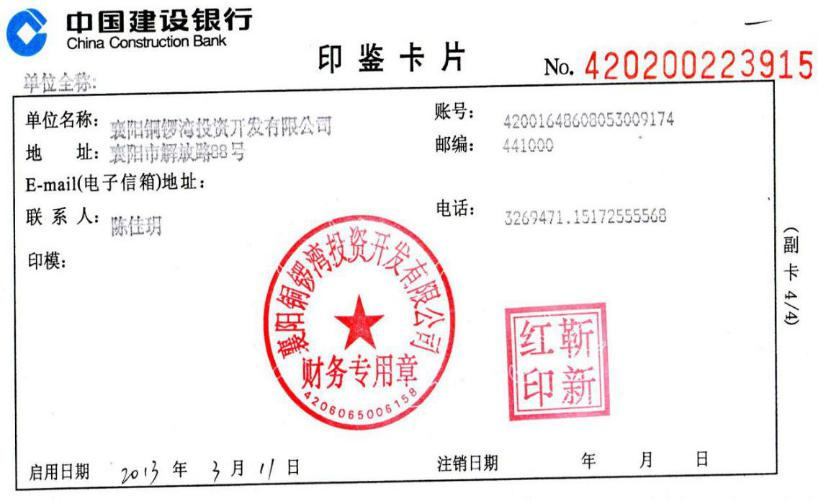 中国建设银行
China Construction Bank
印鉴卡片
No. 420200223915
单位全称:
单位名称: 襄阳铜锣湾投资开发有限公司
账号: 42001648608053009174
地 址: 襄阳市解放路88号
邮编: 441000
E-mail(电子信箱)地址:
联系人: 陈佳玥
电话: 3269471.15172555568
印模:
襄阳铜锣湾投资开发有限公司
财务专用章
4206065006158
靳新
红印
(副卡 4/4)
启用日期 2013 年 3 月 11 日
注销日期 年 月 日